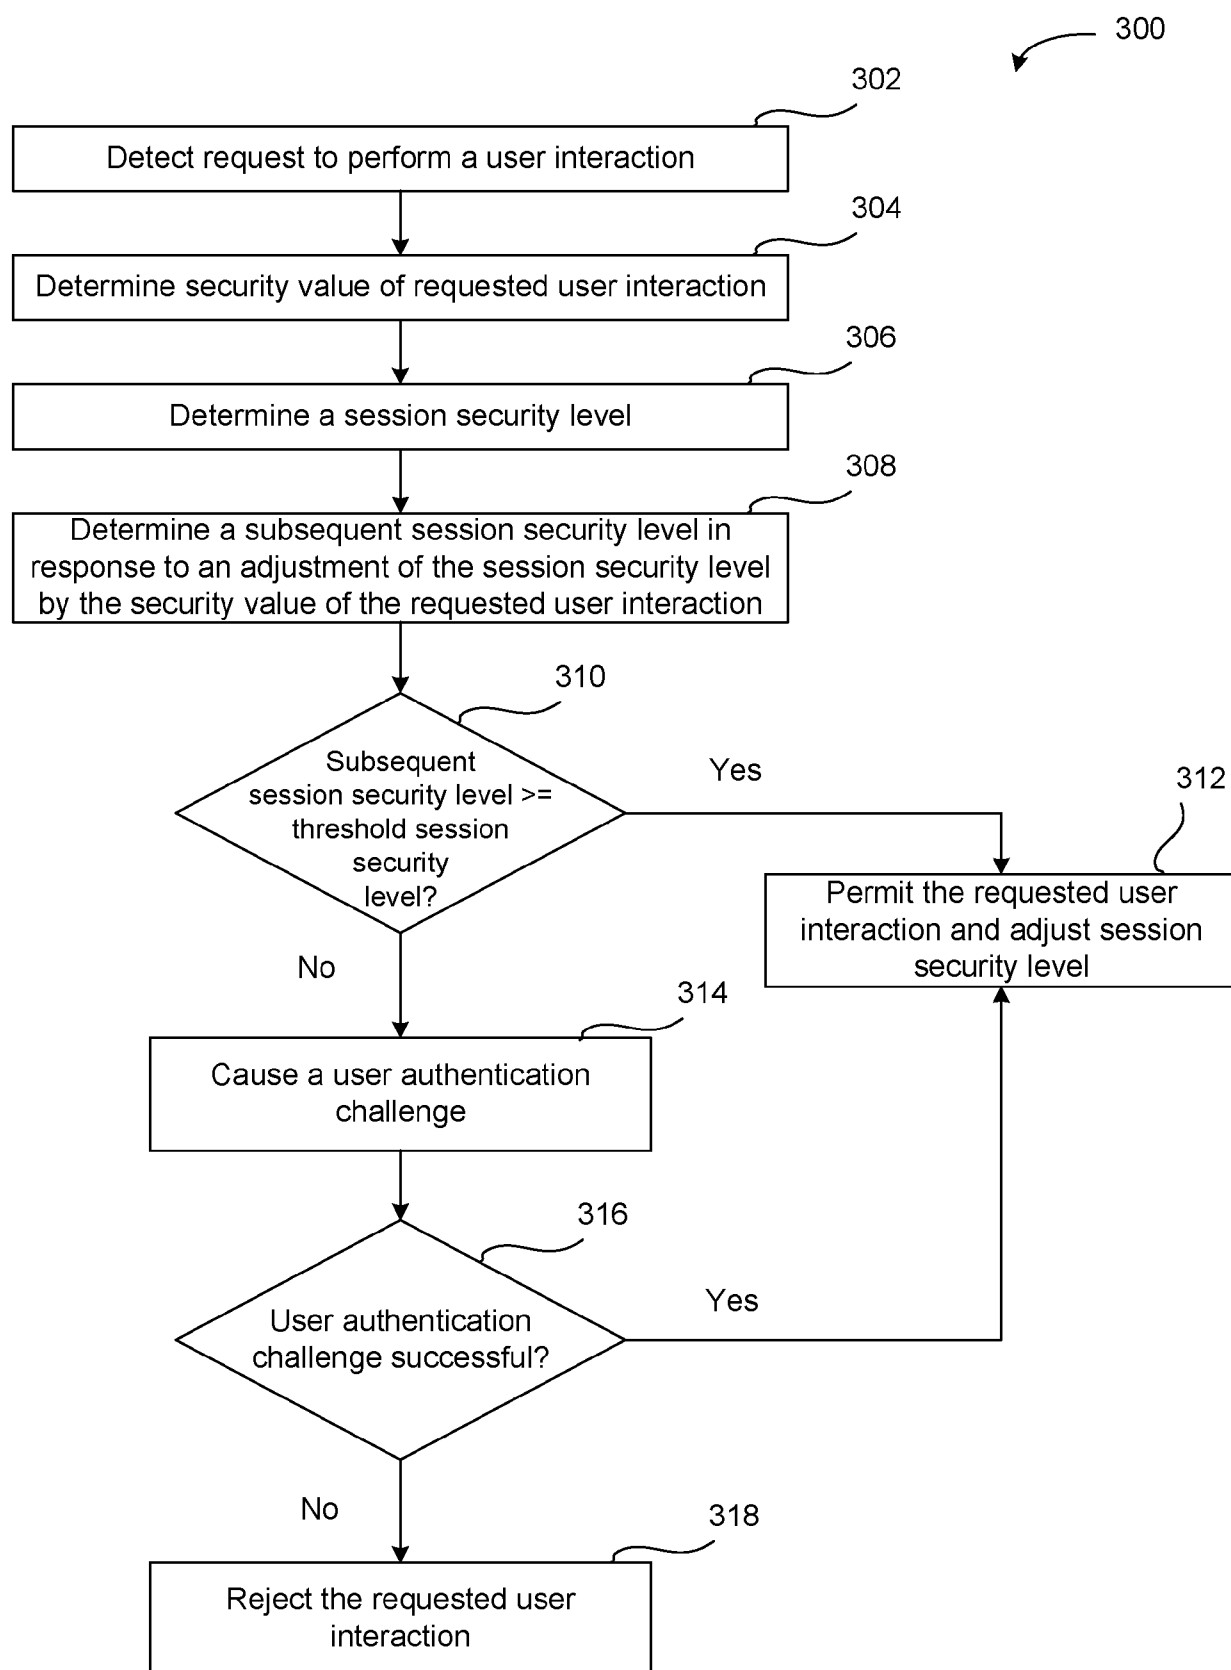 300
302
Detect request to perform a user interaction
304
Determine security value of requested user interaction
306
Determine a session security level
308
Determine a subsequent session security level in
response to an adjustment of the session security level
by the security value of the requested user interaction
310
Subsequent
session security level >=
threshold session
security
level?
Yes
312
Permit the requested user
interaction and adjust session
security level
No
314
Cause a user authentication
challenge
316
User authentication
challenge successful?
Yes
No
318
Reject the requested user
interaction